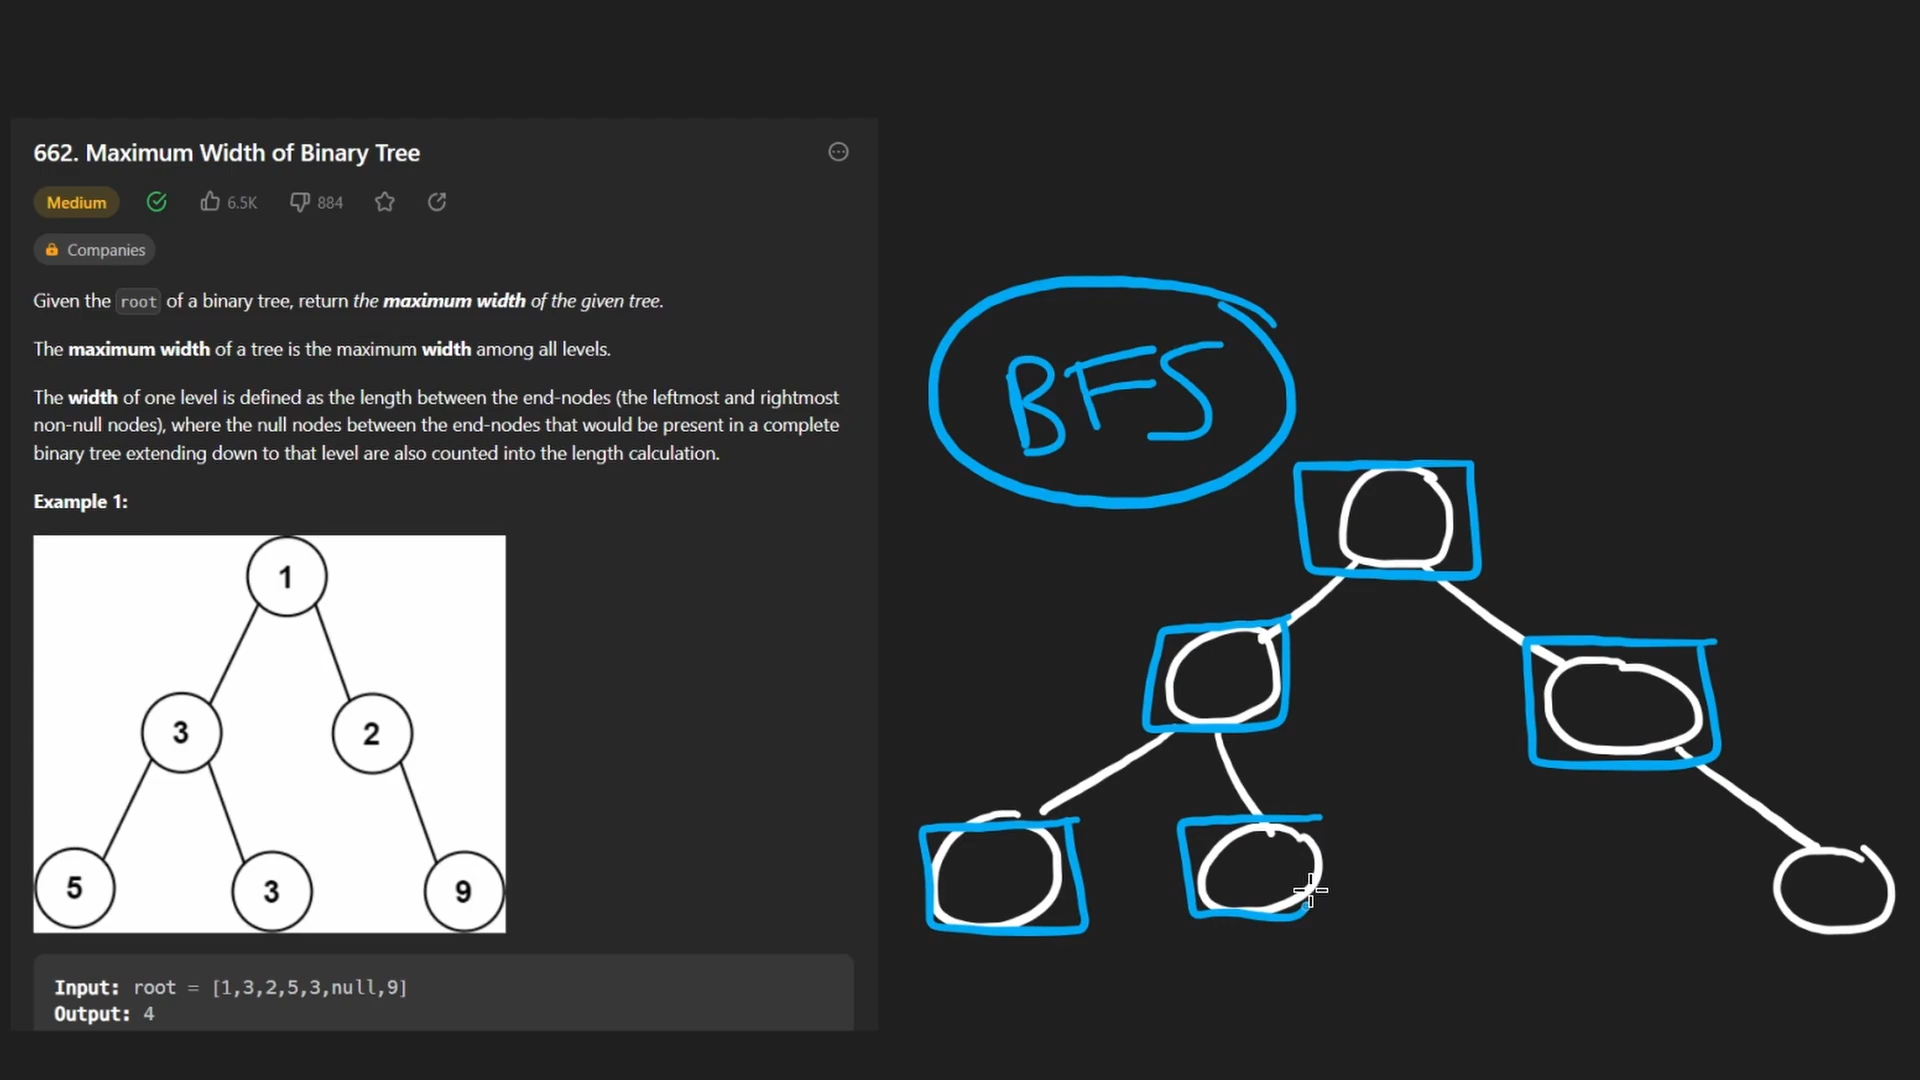 662. Maximum Width of Binary Tree
Medium 6.5K 884
Companies
Given the root of a binary tree, return the maximum width of the given tree.
The maximum width of a tree is the maximum width among all levels.
The width of one level is defined as the length between the end-nodes (the leftmost and rightmost
non-null nodes), where the null nodes between the end-nodes that would be present in a complete
binary tree extending down to that level are also counted into the length calculation.
Example 1:
1
3 2
5 3 9
Input: root = [1,3,2,5,3,null,9]
Output: 4
BFS